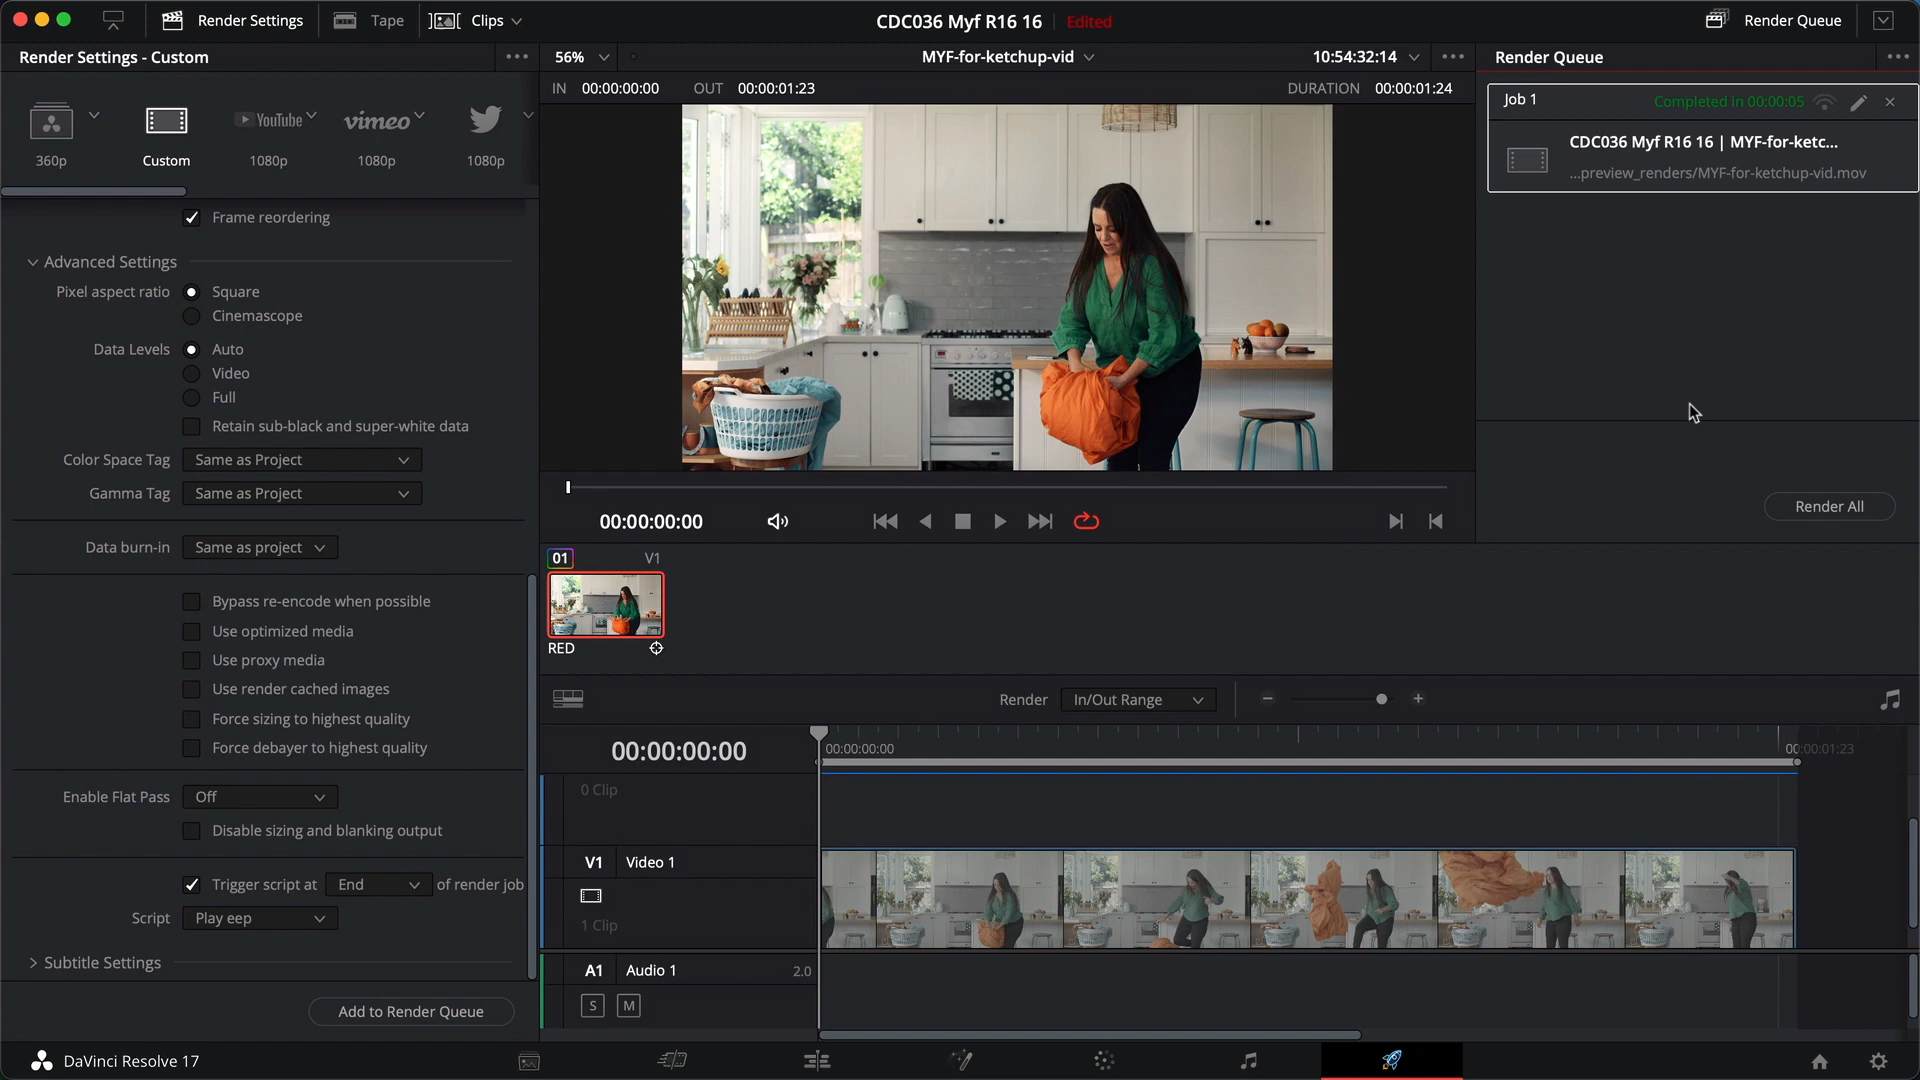 Render Settings
Tape
Clips
CDC036 Myf R16 16
Edited
Render Queue
Render Settings - Custom
56%
MYF-for-ketchup-vid
10:54:32:14
Render Queue
IN 00:00:00:00 OUT 00:00:01:23
DURATION 00:00:01:24
YouTube
vimeo
360p
Custom
1080p
1080p
1080p
Job 1
Completed in 00:00:05
CDC036 Myf R16 16 | MYF-for-ketc...
...preview_renders/MYF-for-ketchup-vid.mov
Frame reordering
Advanced Settings
Pixel aspect ratio
Square
Cinemascope
Data Levels
Auto
Video
Full
Retain sub-black and super-white data
Color Space Tag
Same as Project
Gamma Tag
Same as Project
Data burn-in
Same as project
Bypass re-encode when possible
Use optimized media
Use proxy media
Use render cached images
Force sizing to highest quality
Force debayer to highest quality
Enable Flat Pass
Off
Disable sizing and blanking output
Trigger script at
End
of render job
Script
Play eep
Subtitle Settings
Add to Render Queue
00:00:00:00
Render All
01
V1
RED
Render
In/Out Range
00:00:00:00
00:00:00:00
00:00:01:23
0 Clip
V1
Video 1
1 Clip
A1
Audio 1
2.0
S
M
DaVinci Resolve 17